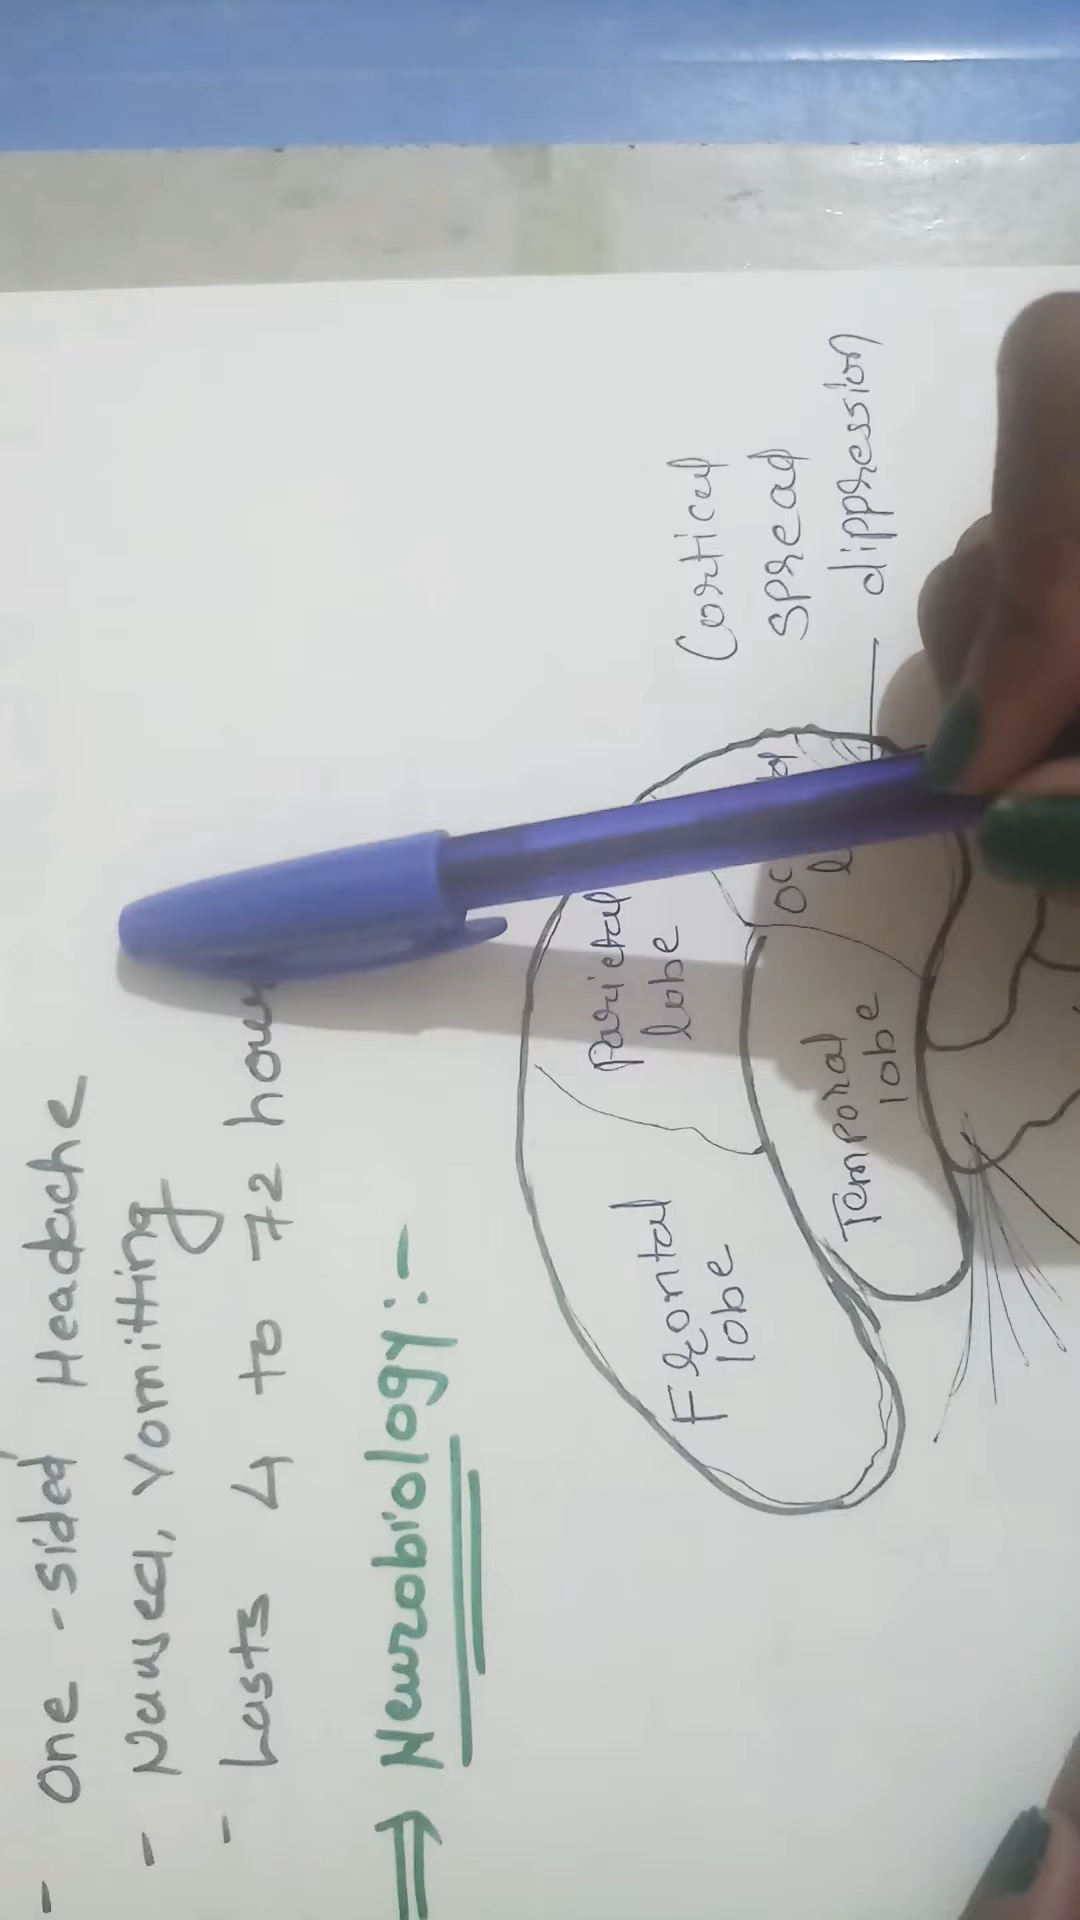 - One-sided Headache
- Nausea, Vomitting
- Lasts 4 to 72 hour
⇒ Neurobiology:-
Frontal
lobe
Parietal
lobe
Temporal
lobe
Cortical
spread
dippression